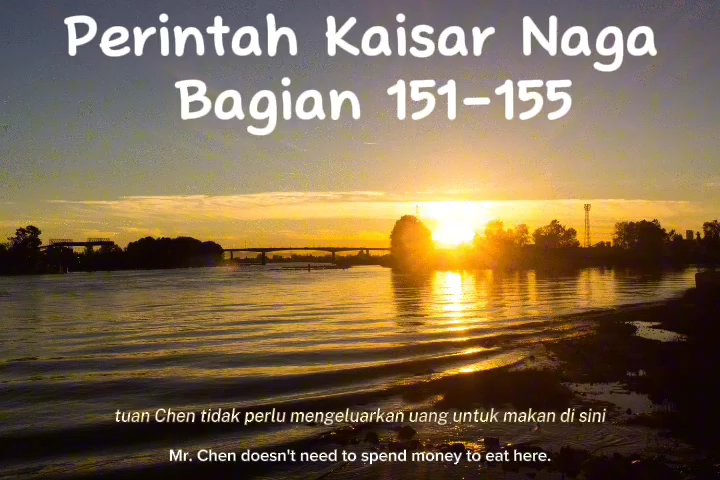 Perintah Kaisar Naga
Bagian 151-155
tuan Chen tidak perlu mengeluarkan uang untuk makan di sini
Mr. Chen doesn't need to spend money to eat here.